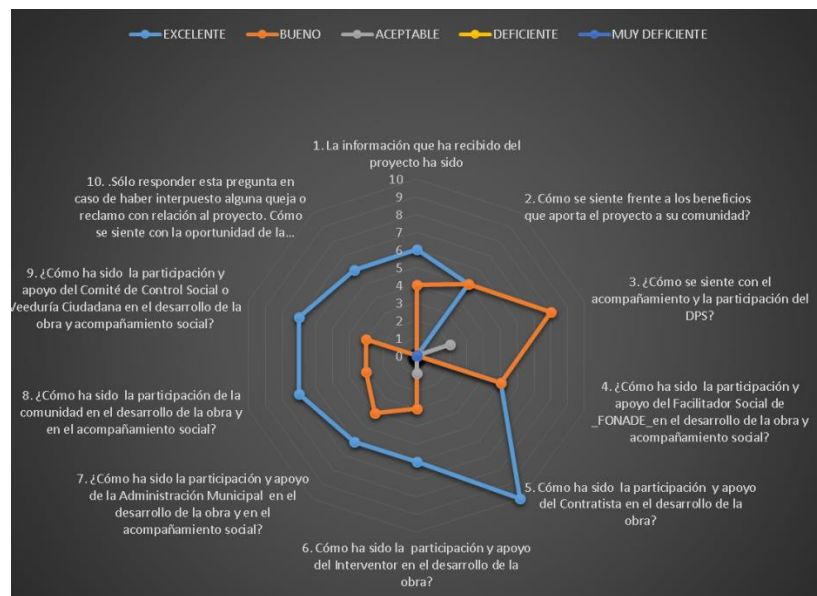 EXCELENTE BUENO ACEPTABLE DEFICIENTE MUY DEFICIENTE
1. La información que ha recibido del
proyecto ha sido
10. .Sólo responder esta pregunta en
caso de haber interpuesto alguna queja o
reclamo con relación al proyecto. Cómo
se siente con la oportunidad de la...
2. Cómo se siente frente a los beneficios
que aporta el proyecto a su comunidad?
9. ¿Cómo ha sido la participación y
apoyo del Comité de Control Social o
Veeduría Ciudadana en el desarrollo de la
obra y acompañamiento social?
3. ¿Cómo se siente con el
acompañamiento y la participación del
DPS?
8. ¿Cómo ha sido la participación de la
comunidad en el desarrollo de la obra y
en el acompañamiento social?
4. ¿Cómo ha sido la participación y
apoyo del Facilitador Social de
_FONADE_en el desarrollo de la obra y
acompañamiento social?
7. ¿Cómo ha sido la participación y apoyo
de la Administración Municipal en el
desarrollo de la obra y en el
acompañamiento social?
5. Cómo ha sido la participación y apoyo
del Contratista en el desarrollo de la
obra?
6. Cómo ha sido la participación y apoyo
del Interventor en el desarrollo de la
obra?
10
9
8
7
6
5
4
3
2
1
0